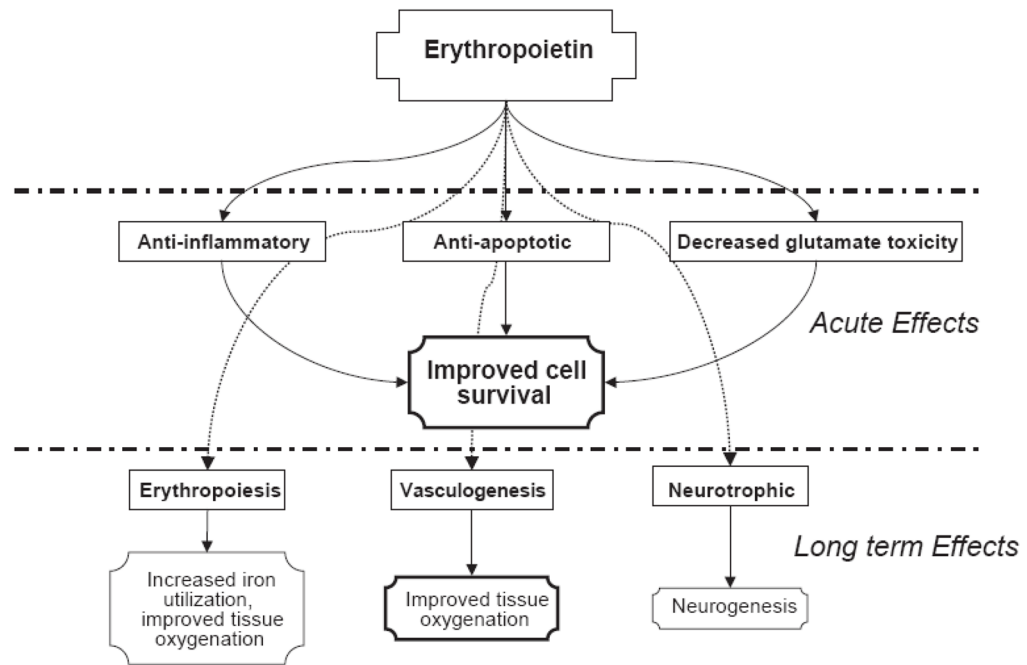 Erythropoietin
Anti-inflammatory
Anti-apoptotic
Decreased glutamate toxicity
Acute Effects
Improved cell
survival
Erythropoiesis
Vasculogenesis
Neurotrophic
Long term Effects
Increased iron
utilization,
improved tissue
oxygenation
Improved tissue
oxygenation
Neurogenesis